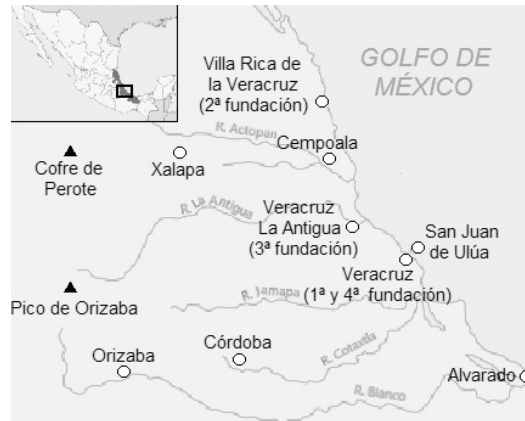 Villa Rica de
la Veracruz
(2ª fundación)
GOLFO DE
MÉXICO
R. Actopan
Cempoala
Cofre de
Perote
Xalapa
R. La Antigua
Veracruz
La Antigua
(3ª fundación)
San Juan
de Ulúa
Veracruz
(1ª y 4ª fundación)
R. Jamapa
Pico de Orizaba
Córdoba
R. Cotaxtla
Orizaba
R. Blanco
Alvarado